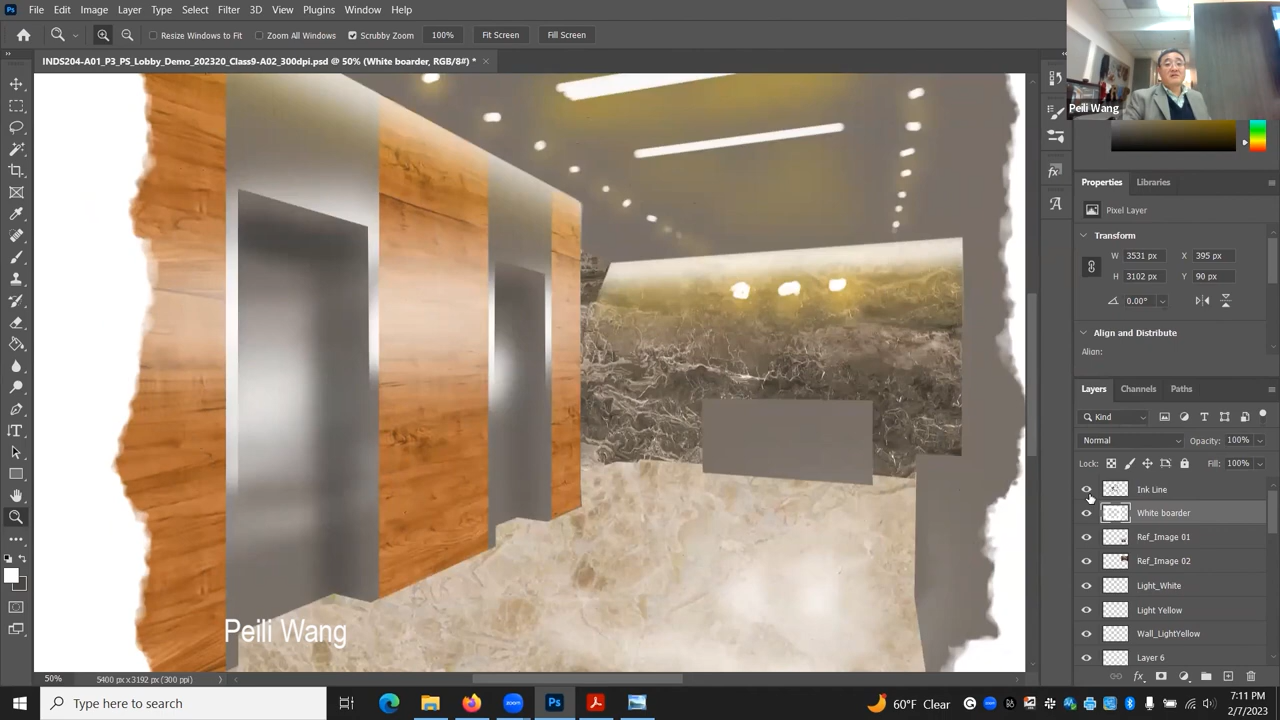 File Edit Image Layer Type Select Filter 3D View Plugins Window Help
Resize Windows to Fit Zoom All Windows Scrubby Zoom 100% Fit Screen Fill Screen
INDS204-A01_P3_PS_Lobby_Demo_202320_Class9-A02_300dpi.psd @ 50% (White boarder, RGB/8#) *
Peili Wang
Properties Libraries
Pixel Layer
Transform
W 3531 px X 395 px
H 3102 px Y 90 px
0.00°
Align and Distribute
Align:
Layers Channels Paths
Kind
Normal Opacity: 100%
Lock: Fill: 100%
Ink Line
White boarder
Ref_Image 01
Ref_Image 02
Light_White
Light Yellow
Wall_LightYellow
Layer 6
Peili Wang
50% 5400 px x 3192 px (300 ppi)
Type here to search
60°F Clear
7:11 PM
2/7/2023